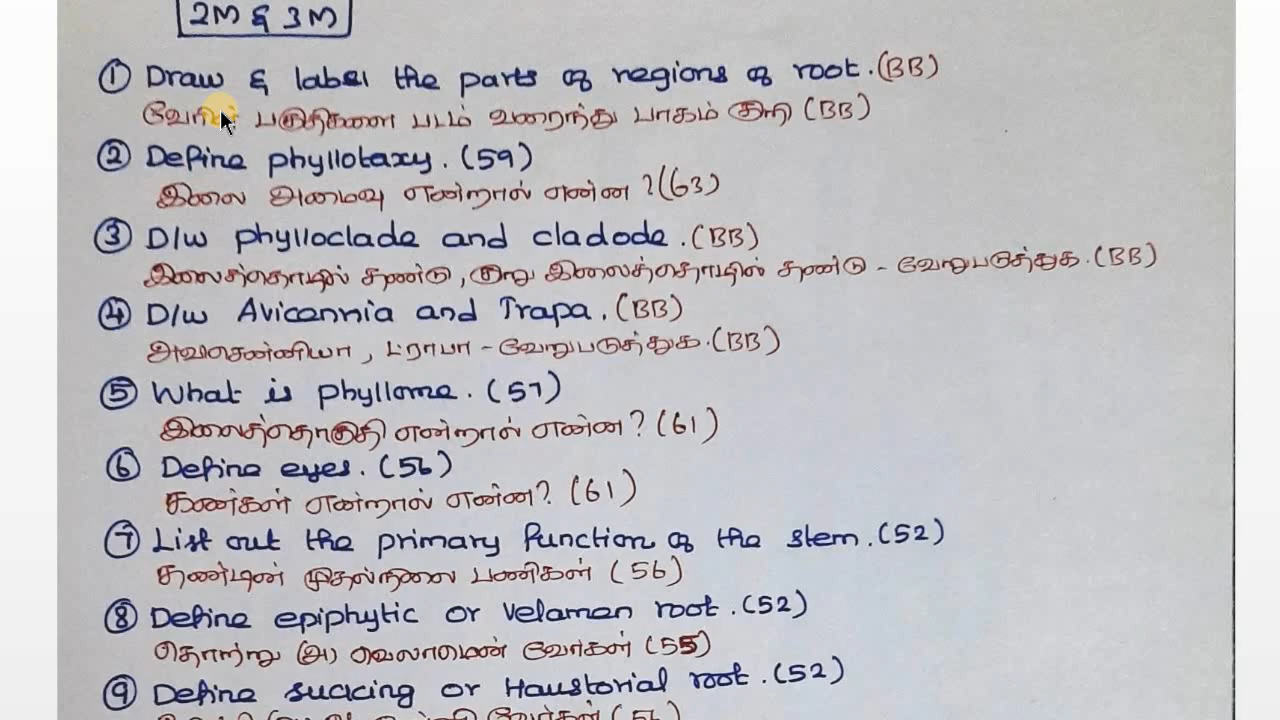 2M & 3M
① Draw & label the parts of regions of root. (BB)
வேரின் பகுதிகளை படம் வரைந்து பாகம் குறி (BB)
② Define phyllotaxy. (59)
இலை அமைவு என்றால் என்ன ? (63)
③ D/w phylloclade and cladode. (BB)
இலைத்தொழில் தண்டு, குறு இலைத்தொழில் தண்டு - வேறுபடுத்துக. (BB)
④ D/w Avicennia and Trapa. (BB)
அவிசென்னியா, ட்ராபா - வேறுபடுத்துக. (BB)
⑤ What is phyllome. (57)
இலைத்தொகுதி என்றால் என்ன? (61)
⑥ Define eyes. (56)
கண்கள் என்றால் என்ன? (61)
⑦ List out the primary function of the stem. (52)
தண்டின் முதல்நிலை பணிகள் (56)
⑧ Define epiphytic or velamen root. (52)
தொற்று (அ) வெலாமென் வேர்கள் (55)
⑨ Define sucking or Haustorial root. (52)
வேர்கள் (56)